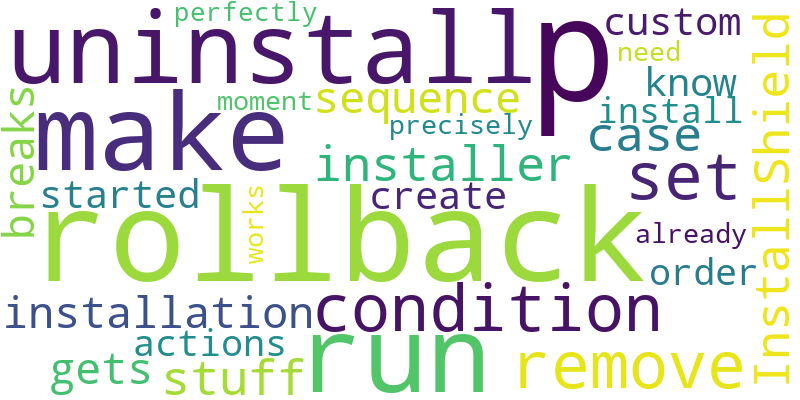 perfectly
custom
uninstall
p
need
know
make
moment
sequence
install
InstallShield
breaks
precisely
case
installer
set
started
works
create
rollback
already
order
installation
condition
actions
run
remove
gets
stuff